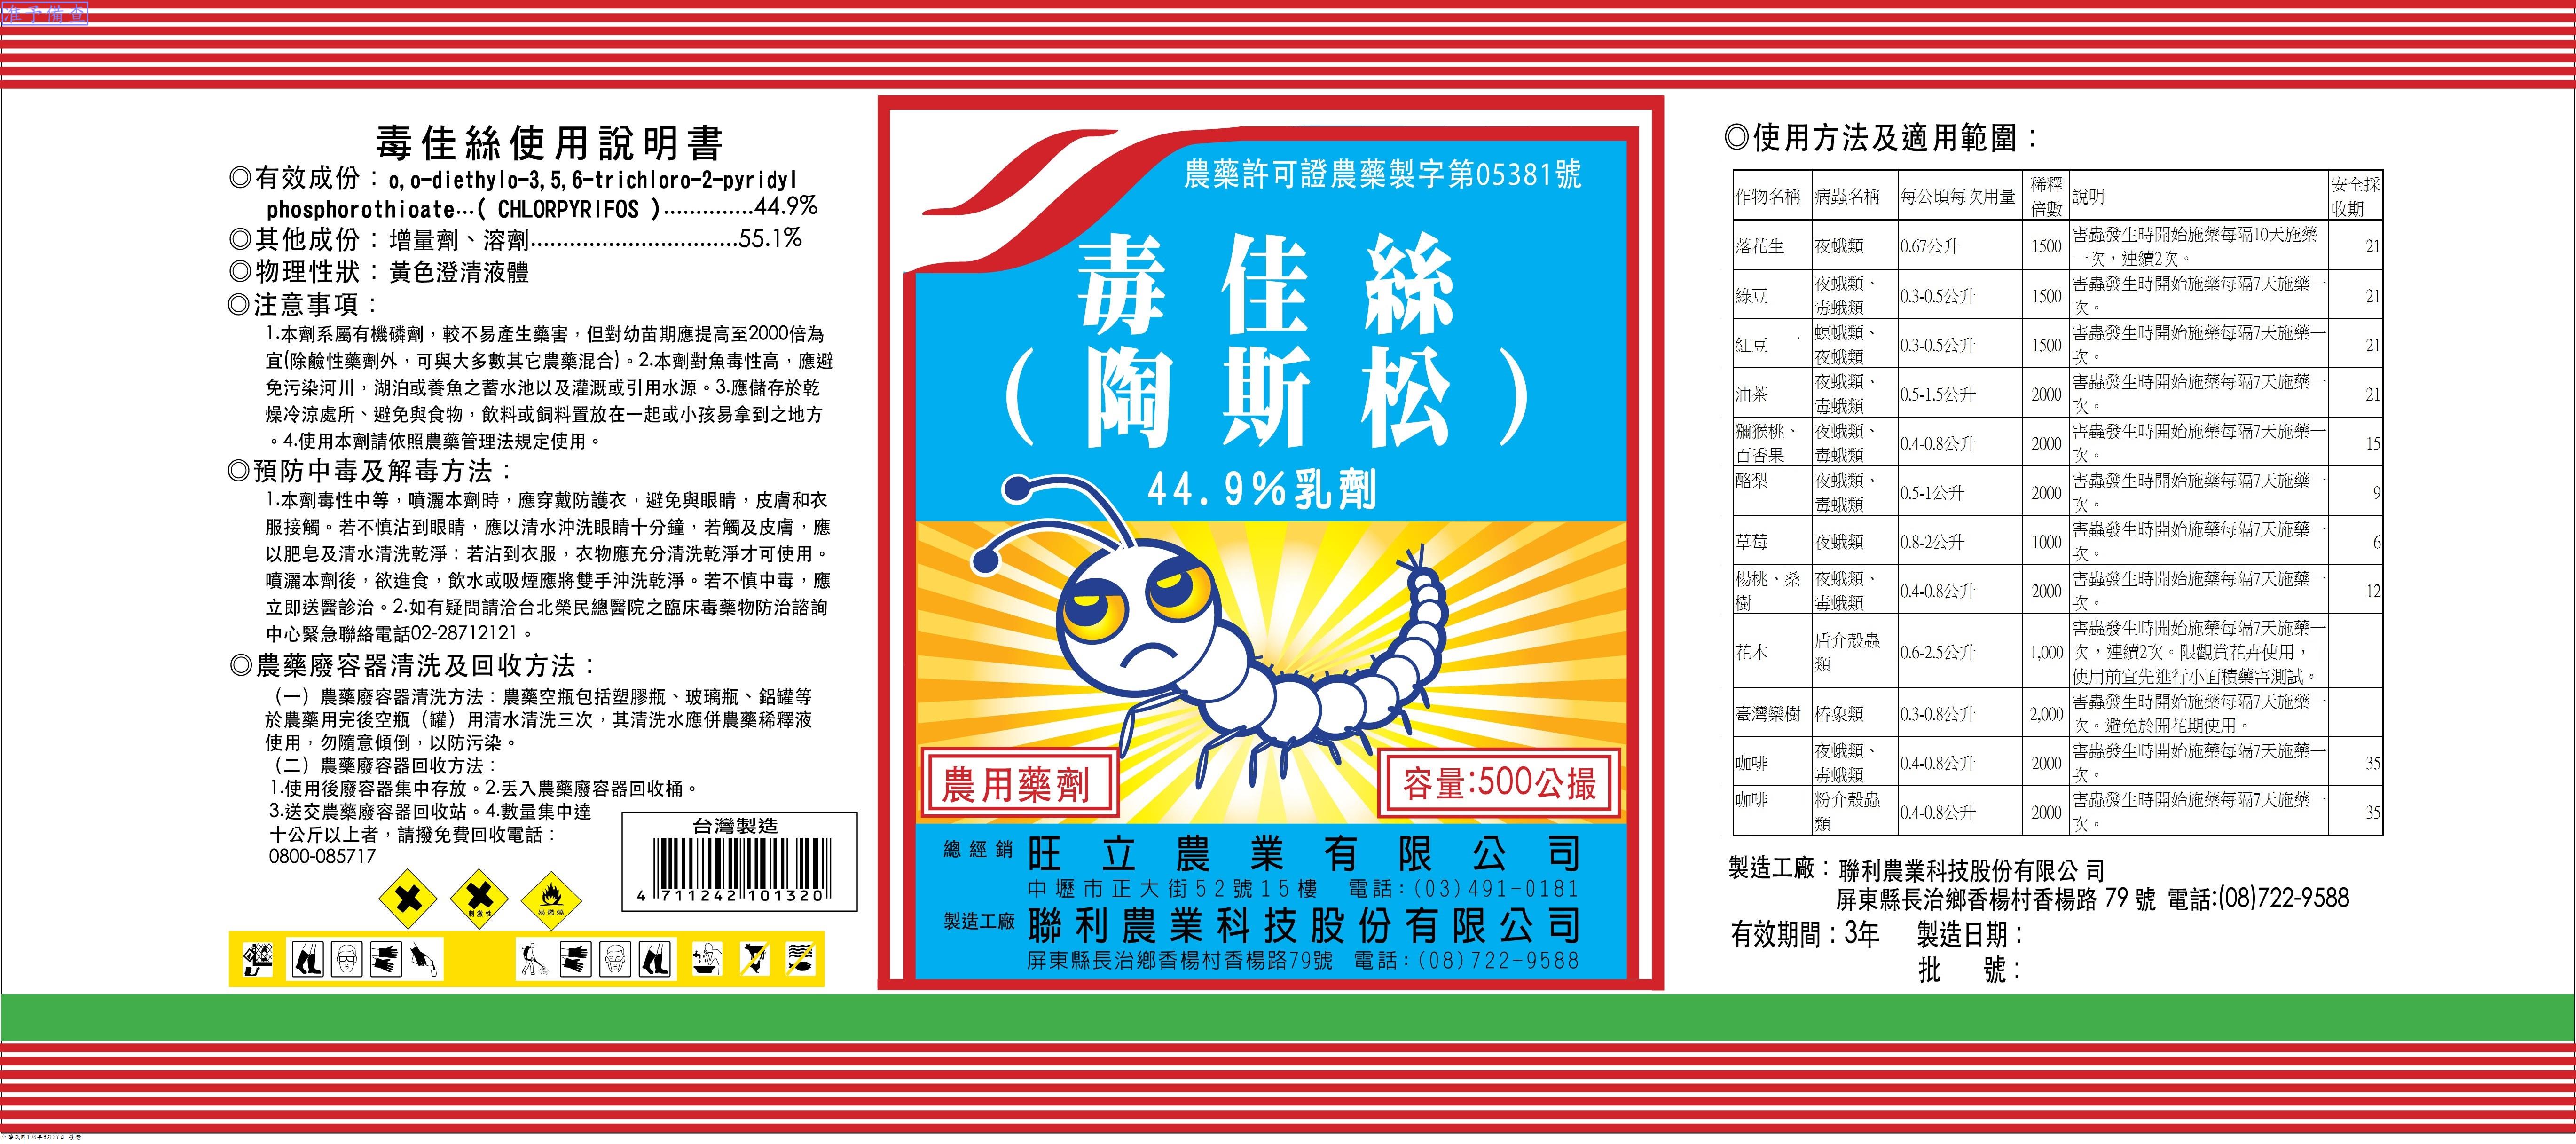 准予備查
毒佳絲使用說明書
◎有效成份：o,o-diethylo-3,5,6-trichloro-2-pyridyl
phosphorothioate…( CHLORPYRIFOS )..............44.9%
◎其他成份：增量劑、溶劑................................55.1%
◎物理性狀：黃色澄清液體
◎注意事項：
1.本劑系屬有機磷劑，較不易產生藥害，但對幼苗期應提高至2000倍為
宜(除鹼性藥劑外，可與大多數其它農藥混合)。2.本劑對魚毒性高，應避
免污染河川，湖泊或養魚之蓄水池以及灌溉或引用水源。3.應儲存於乾
燥冷涼處所、避免與食物，飲料或飼料置放在一起或小孩易拿到之地方
。4.使用本劑請依照農藥管理法規定使用。
◎預防中毒及解毒方法：
1.本劑毒性中等，噴灑本劑時，應穿戴防護衣，避免與眼睛，皮膚和衣
服接觸。若不慎沾到眼睛，應以清水沖洗眼睛十分鐘，若觸及皮膚，應
以肥皂及清水清洗乾淨：若沾到衣服，衣物應充分清洗乾淨才可使用。
噴灑本劑後，欲進食，飲水或吸煙應將雙手沖洗乾淨。若不慎中毒，應
立即送醫診治。2.如有疑問請洽台北榮民總醫院之臨床毒藥物防治諮詢
中心緊急聯絡電話02-28712121。
◎農藥廢容器清洗及回收方法：
（一）農藥廢容器清洗方法：農藥空瓶包括塑膠瓶、玻璃瓶、鋁罐等
於農藥用完後空瓶（罐）用清水清洗三次，其清洗水應併農藥稀釋液
使用，勿隨意傾倒，以防污染。
（二）農藥廢容器回收方法：
1.使用後廢容器集中存放。2.丟入農藥廢容器回收桶。
3.送交農藥廢容器回收站。4.數量集中達
十公斤以上者，請撥免費回收電話：
0800-085717
台灣製造
4 711242 101320
刺激性
易燃燒
農藥許可證農藥製字第05381號
毒佳絲
(陶斯松)
44.9%乳劑
農用藥劑
容量:500公撮
總經銷 旺立農業有限公司
中壢市正大街52號15樓 電話：(03)491-0181
製造工廠 聯利農業科技股份有限公司
屏東縣長治鄉香楊村香楊路79號 電話：(08)722-9588
◎使用方法及適用範圍：
作物名稱 病蟲名稱 每公頃每次用量 稀釋倍數 說明 安全採收期
落花生 夜蛾類 0.67公升 1500 害蟲發生時開始施藥每隔10天施藥一次，連續2次。 21
綠豆 夜蛾類、毒蛾類 0.3-0.5公升 1500 害蟲發生時開始施藥每隔7天施藥一次。 21
紅豆 螟蛾類、夜蛾類 0.3-0.5公升 1500 害蟲發生時開始施藥每隔7天施藥一次。 21
油茶 夜蛾類、毒蛾類 0.5-1.5公升 2000 害蟲發生時開始施藥每隔7天施藥一次。 21
獼猴桃、百香果 夜蛾類、毒蛾類 0.4-0.8公升 2000 害蟲發生時開始施藥每隔7天施藥一次。 15
酪梨 夜蛾類、毒蛾類 0.5-1公升 2000 害蟲發生時開始施藥每隔7天施藥一次。 9
草莓 夜蛾類 0.8-2公升 1000 害蟲發生時開始施藥每隔7天施藥一次。 6
楊桃、桑樹 夜蛾類、毒蛾類 0.4-0.8公升 2000 害蟲發生時開始施藥每隔7天施藥一次。 12
花木 盾介殼蟲類 0.6-2.5公升 1,000 害蟲發生時開始施藥每隔7天施藥一次，連續2次。限觀賞花卉使用，使用前宜先進行小面積藥害測試。
臺灣欒樹 椿象類 0.3-0.8公升 2,000 害蟲發生時開始施藥每隔7天施藥一次。避免於開花期使用。
咖啡 夜蛾類、毒蛾類 0.4-0.8公升 2000 害蟲發生時開始施藥每隔7天施藥一次。 35
咖啡 粉介殼蟲類 0.4-0.8公升 2000 害蟲發生時開始施藥每隔7天施藥一次。 35
製造工廠：聯利農業科技股份有限公司
屏東縣長治鄉香楊村香楊路 79 號 電話:(08)722-9588
有效期間：3年 製造日期：
批 號：
中華民國108年6月27日